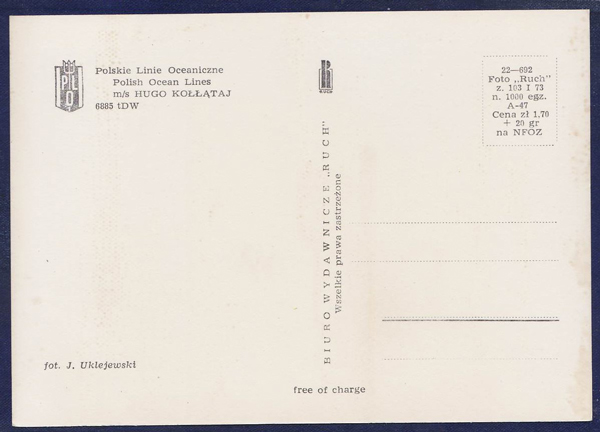 PLO
Polskie Linie Oceaniczne
Polish Ocean Lines
m/s HUGO KOŁŁĄTAJ
6885 tDW
fot. J. Uklejewski
RUCH
BIURO WYDAWNICZE „RUCH"
Wszelkie prawa zastrzeżone
free of charge
22—692
Foto „Ruch"
z. 103 I 73
n. 1000 egz.
A-47
Cena zł 1,70
+ 20 gr
na NFOZ